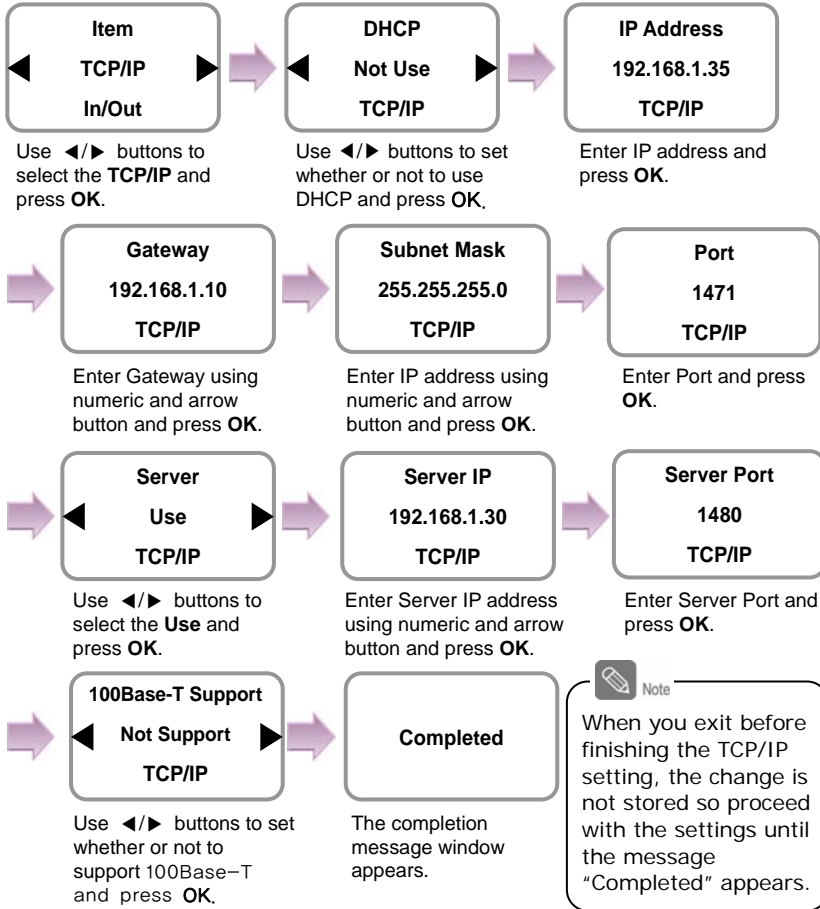 Item
TCP/IP
In/Out
Use ◀/▶ buttons to
select the TCP/IP and
press OK.
DHCP
Not Use
TCP/IP
Use ◀/▶ buttons to set
whether or not to use
DHCP and press OK.
IP Address
192.168.1.35
TCP/IP
Enter IP address and
press OK.
Gateway
192.168.1.10
TCP/IP
Enter Gateway using
numeric and arrow
button and press OK.
Subnet Mask
255.255.255.0
TCP/IP
Enter IP address using
numeric and arrow
button and press OK.
Port
1471
TCP/IP
Enter Port and press
OK.
Server
Use
TCP/IP
Use ◀/▶ buttons to
select the Use and
press OK.
Server IP
192.168.1.30
TCP/IP
Enter Server IP address
using numeric and arrow
button and press OK.
Server Port
1480
TCP/IP
Enter Server Port and
press OK.
100Base-T Support
Not Support
TCP/IP
Use ◀/▶ buttons to set
whether or not to
support 100Base-T
and press OK.
Completed
The completion
message window
appears.
Note
When you exit before
finishing the TCP/IP
setting, the change is
not stored so proceed
with the settings until
the message
“Completed” appears.